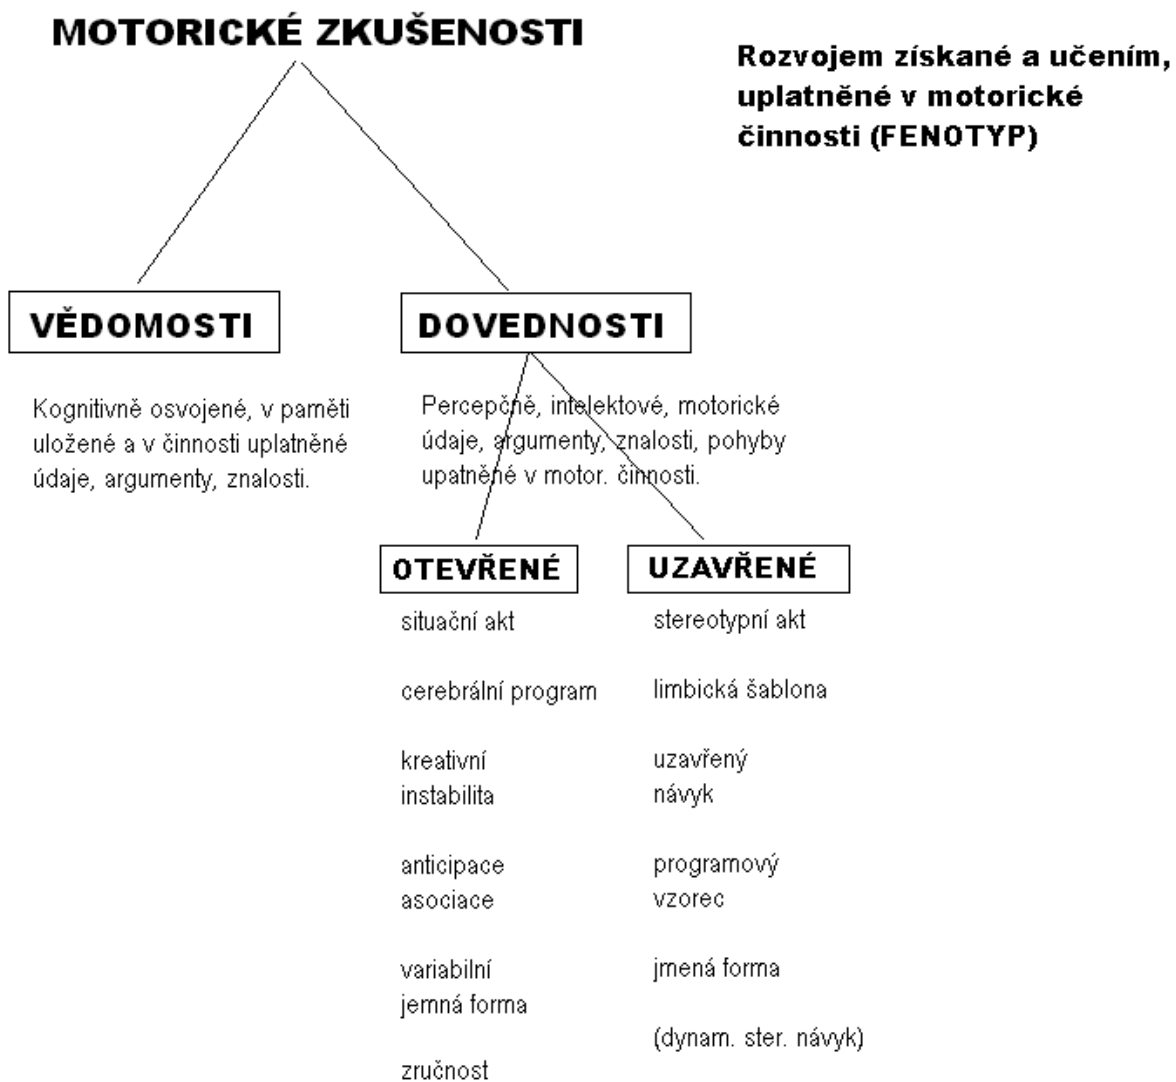 MOTORICKÉ ZKUŠENOSTI
Rozvojem získané a učením,
uplatněné v motorické
činnosti (FENOTYP)
VĚDOMOSTI
Kognitivně osvojené, v paměti
uložené a v činnosti uplatněné
údaje, argumenty, znalosti.
DOVEDNOSTI
Percepčně, intelektové, motorické
údaje, argumenty, znalosti, pohyby
upatněné v motor. činnosti.
OTEVŘENÉ
situační akt
cerebrální program
kreativní
instabilita
anticipace
asociace
variabilní
jemná forma
zručnost
UZAVŘENÉ
stereotypní akt
limbická šablona
uzavřený
návyk
programový
vzorec
jmená forma
(dynam. ster. návyk)